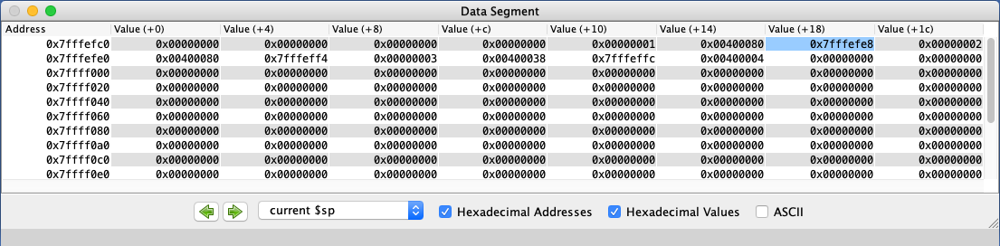 Data Segment
Address Value (+0) Value (+4) Value (+8) Value (+c) Value (+10) Value (+14) Value (+18) Value (+1c)
0x7fffefc0 0x00000000 0x00000000 0x00000000 0x00000000 0x00000001 0x00400080 0x7fffefe8 0x00000002
0x7fffefe0 0x00400080 0x7fffeff4 0x00000003 0x00400038 0x7fffeffc 0x00400004 0x00000000 0x00000000
0x7ffff000 0x00000000 0x00000000 0x00000000 0x00000000 0x00000000 0x00000000 0x00000000 0x00000000
0x7ffff020 0x00000000 0x00000000 0x00000000 0x00000000 0x00000000 0x00000000 0x00000000 0x00000000
0x7ffff040 0x00000000 0x00000000 0x00000000 0x00000000 0x00000000 0x00000000 0x00000000 0x00000000
0x7ffff060 0x00000000 0x00000000 0x00000000 0x00000000 0x00000000 0x00000000 0x00000000 0x00000000
0x7ffff080 0x00000000 0x00000000 0x00000000 0x00000000 0x00000000 0x00000000 0x00000000 0x00000000
0x7ffff0a0 0x00000000 0x00000000 0x00000000 0x00000000 0x00000000 0x00000000 0x00000000 0x00000000
0x7ffff0c0 0x00000000 0x00000000 0x00000000 0x00000000 0x00000000 0x00000000 0x00000000 0x00000000
0x7ffff0e0 0x00000000 0x00000000 0x00000000 0x00000000 0x00000000 0x00000000 0x00000000 0x00000000
current $sp Hexadecimal Addresses Hexadecimal Values ASCII